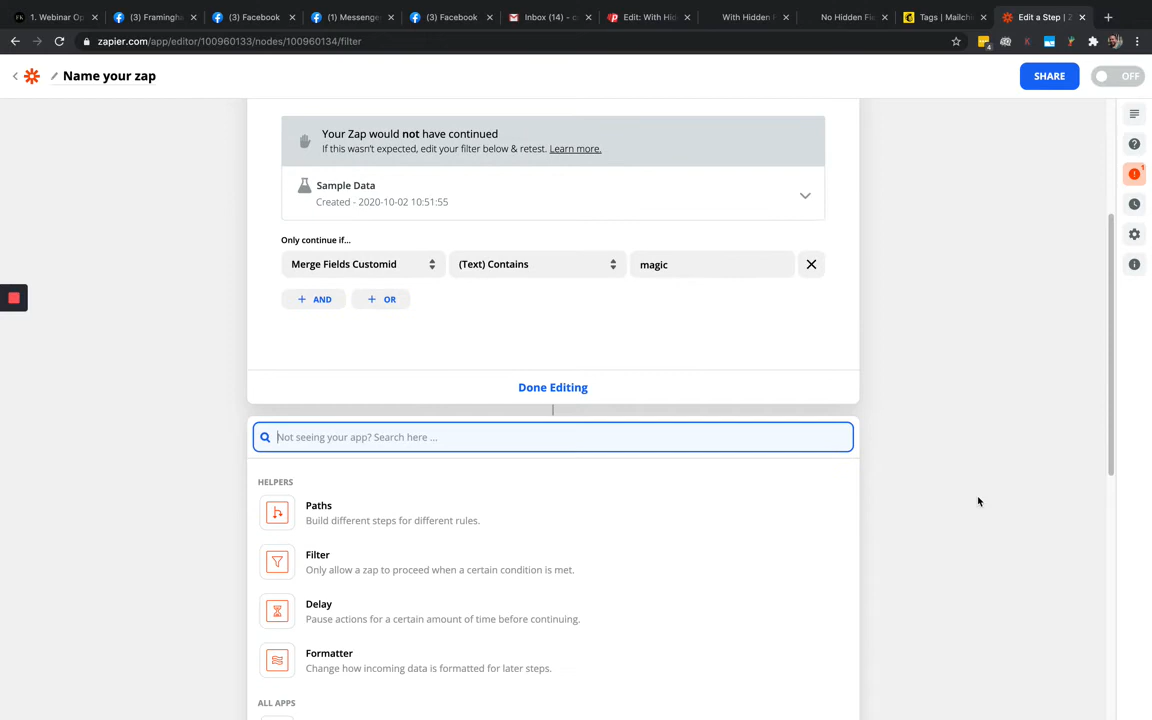 1. Webinar Op
(3) Framingha
(3) Facebook
(1) Messenge
(3) Facebook
Inbox (14) - c
Edit: With Hid
With Hidden F
No Hidden Fie
Tags | Mailch
Edit a Step | 2
zapier.com/app/editor/100960133/nodes/100960134/filter
4
K
Name your zap
SHARE
OFF
Your Zap would not have continued
If this wasn't expected, edit your filter below & retest. Learn more.
Sample Data
Created - 2020-10-02 10:51:55
1
Only continue if...
Merge Fields Customid
(Text) Contains
magic
AND
OR
Done Editing
Not seeing your app? Search here ...
HELPERS
Paths
Build different steps for different rules.
Filter
Only allow a zap to proceed when a certain condition is met.
Delay
Pause actions for a certain amount of time before continuing.
Formatter
Change how incoming data is formatted for later steps.
ALL APPS